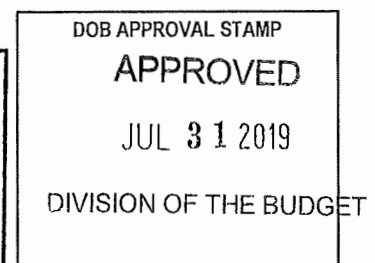 DOB APPROVAL STAMP
APPROVED
JUL 31 2019
DIVISION OF THE BUDGET